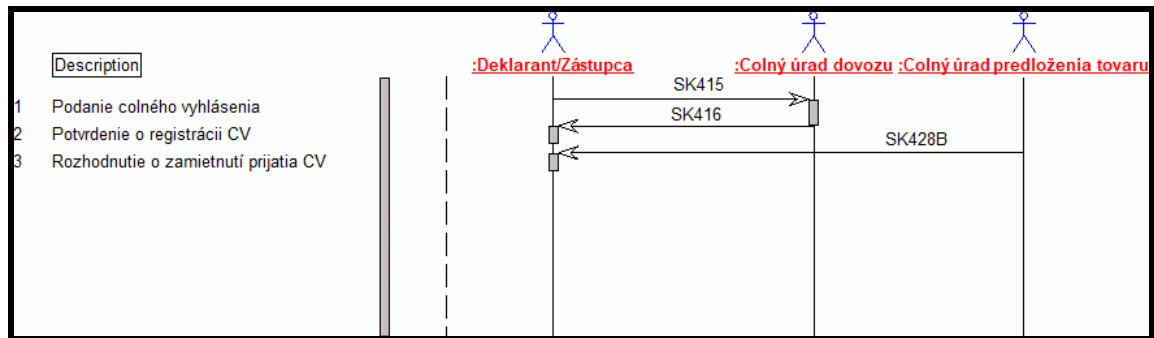 Description
:Deklarant/Zástupca :Colný úrad dovozu :Colný úrad predloženia tovaru
SK415
1 Podanie colného vyhlásenia
SK416
2 Potvrdenie o registrácii CV
SK428B
3 Rozhodnutie o zamietnutí prijatia CV